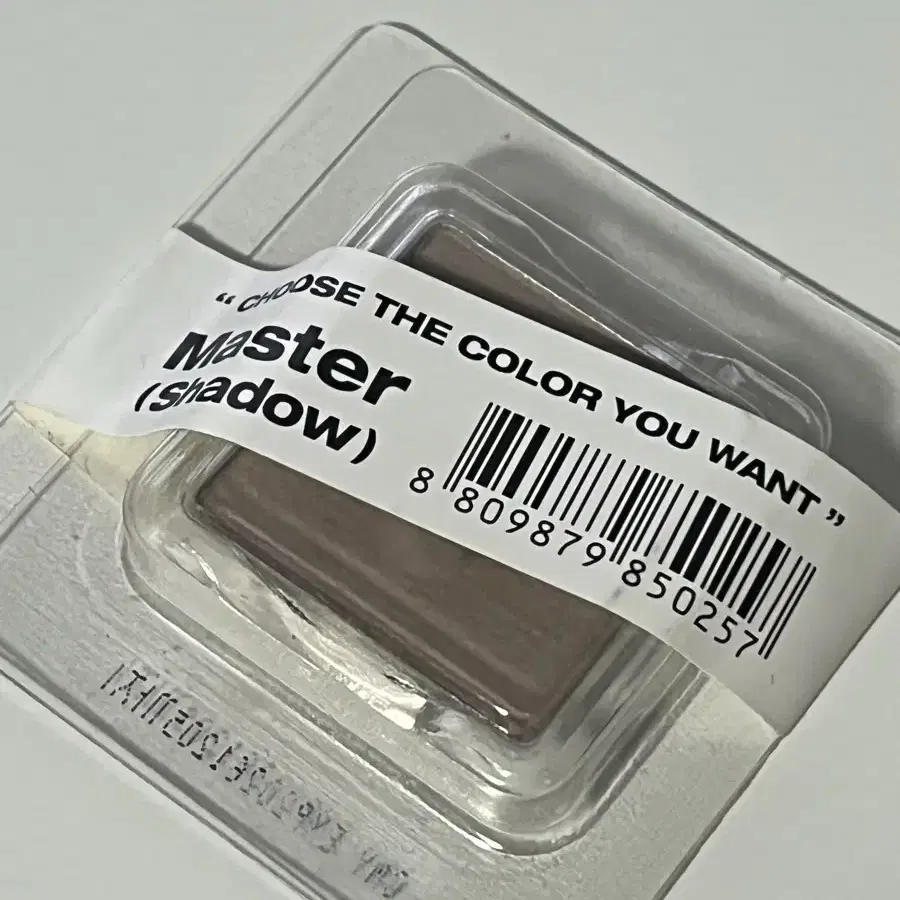 “ CHOOSE THE COLOR YOU WANT ”
Master
(Shadow)
8 809879 850257